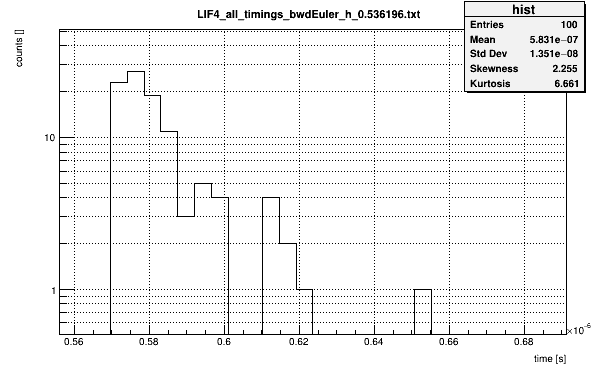 LIF4_all_timings_bwdEuler_h_0.536196.txt
hist
Entries 100
Mean 5.831e−07
Std Dev 1.351e−08
Skewness 2.255
Kurtosis 6.661
counts []
10
1
0.56 0.58 0.6 0.62 0.64 0.66 0.68
×10⁻⁶
time [s]